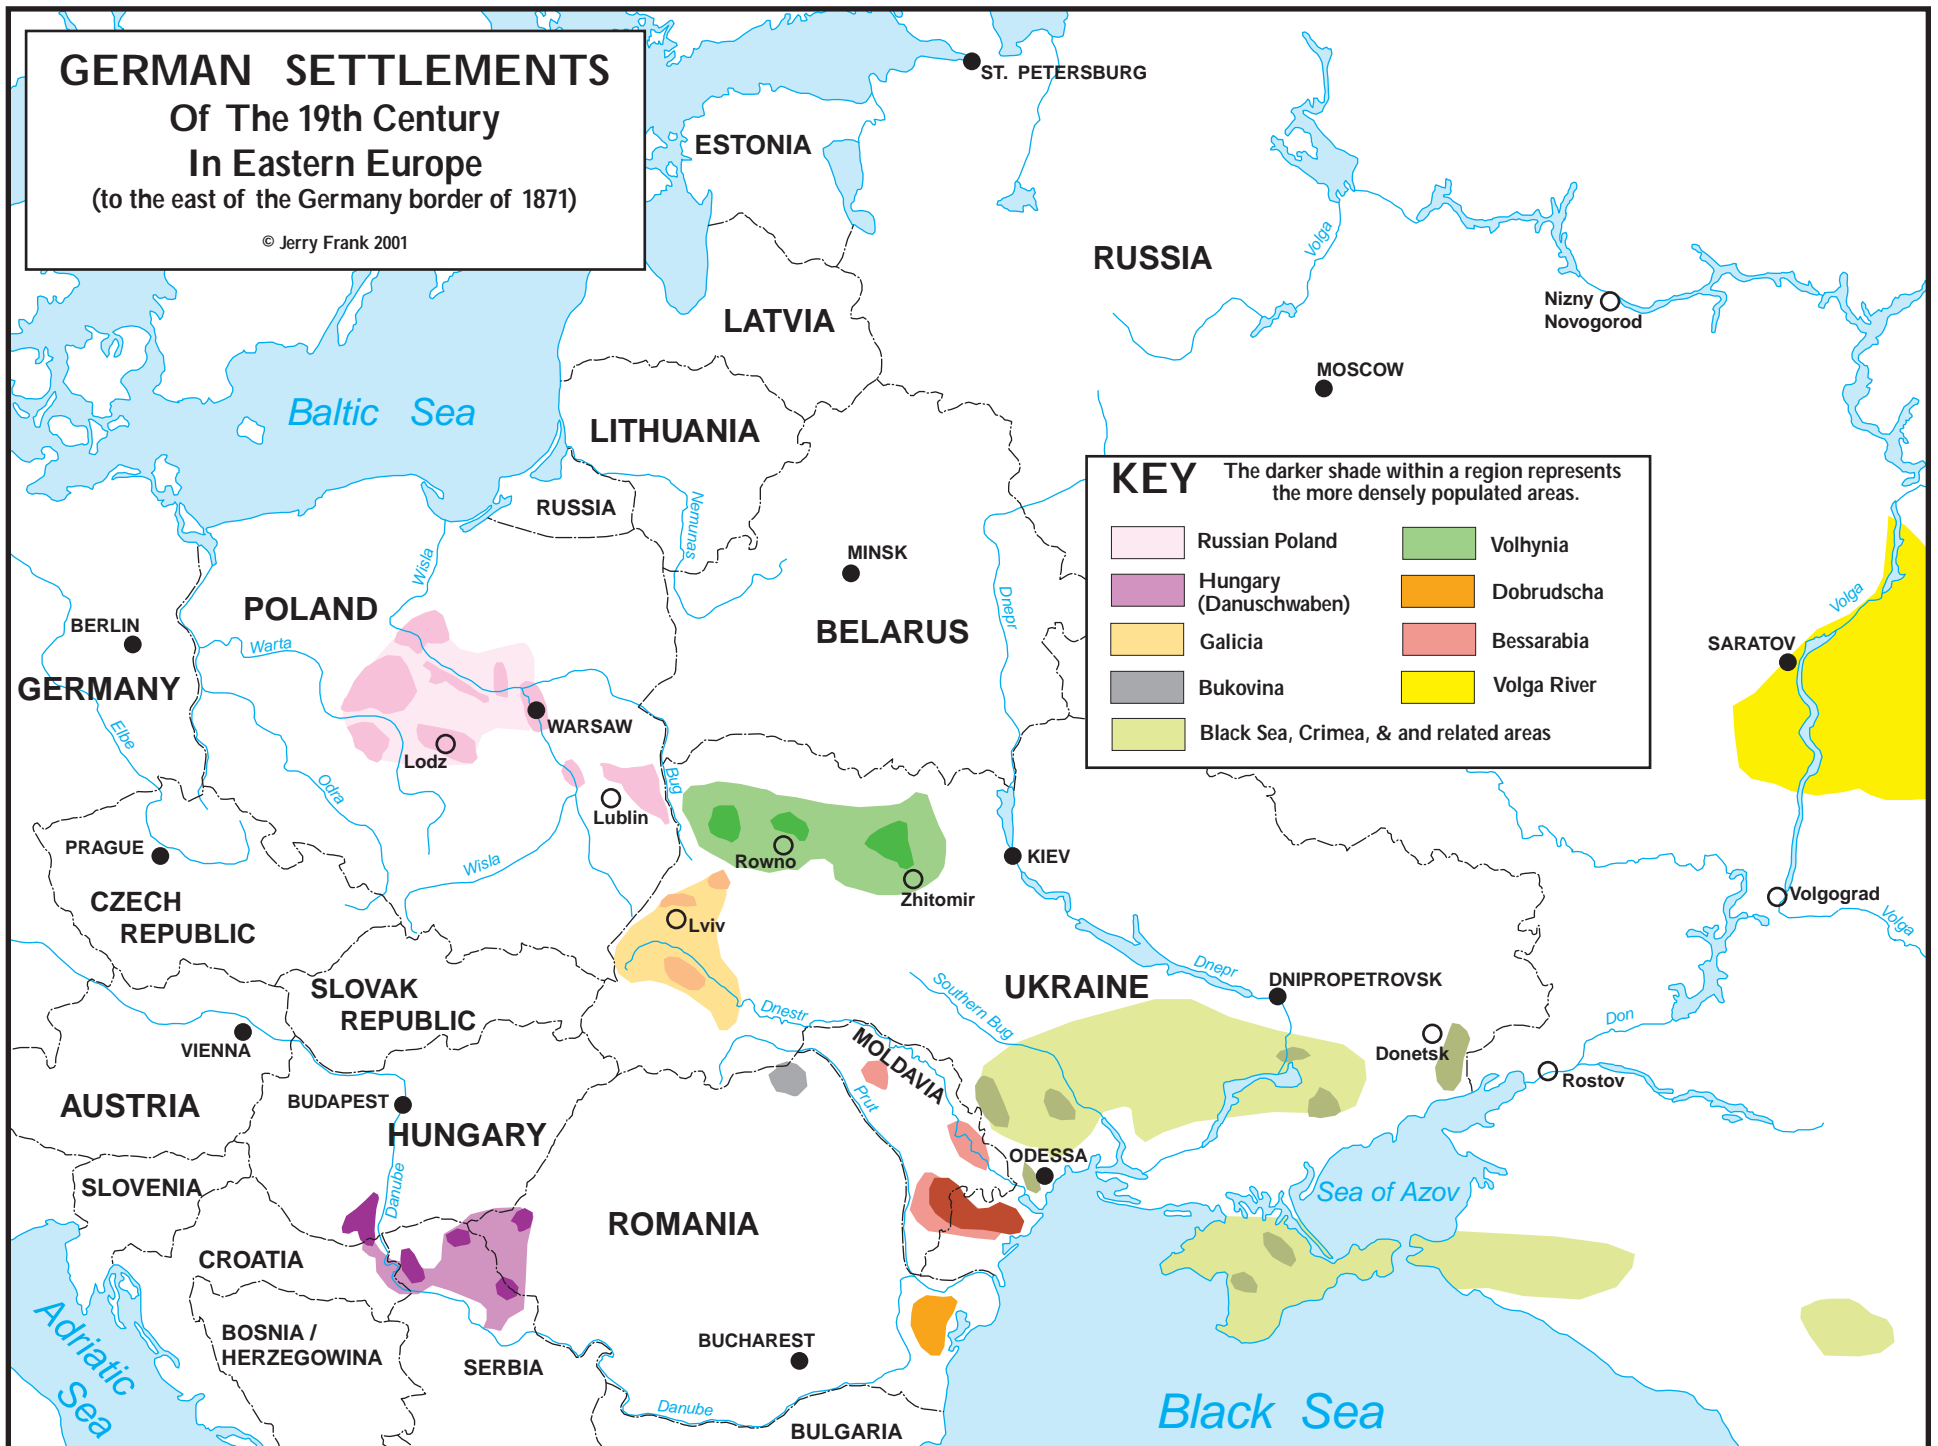 GERMAN SETTLEMENTS
Of The 19th Century
In Eastern Europe
(to the east of the Germany border of 1871)
© Jerry Frank 2001
ST. PETERSBURG
ESTONIA
RUSSIA
Volga
Nizny
Novogorod
LATVIA
MOSCOW
Baltic Sea
LITHUANIA
RUSSIA
Nemunas
Wisla
MINSK
Dnepr
KEY
The darker shade within a region represents
the more densely populated areas.
Russian Poland
Hungary
(Danuschwaben)
Galicia
Bukovina
Black Sea, Crimea, & and related areas
Volhynia
Dobrudscha
Bessarabia
Volga River
Volga
SARATOV
POLAND
BERLIN
Warta
BELARUS
GERMANY
Elbe
WARSAW
Lodz
Odra
Bug
Lublin
PRAGUE
Wisla
Rowno
KIEV
Zhitomir
Volgograd
Volga
CZECH
REPUBLIC
Lviv
Dnepr
DNIPROPETROVSK
UKRAINE
Southern Bug
SLOVAK
REPUBLIC
Dnestr
Don
VIENNA
MOLDAVIA
Donetsk
Rostov
AUSTRIA
BUDAPEST
HUNGARY
Prut
ODESSA
SLOVENIA
Danube
Sea of Azov
ROMANIA
CROATIA
Adriatic
Sea
BOSNIA /
HERZEGOWINA
SERBIA
BUCHAREST
Danube
BULGARIA
Black Sea